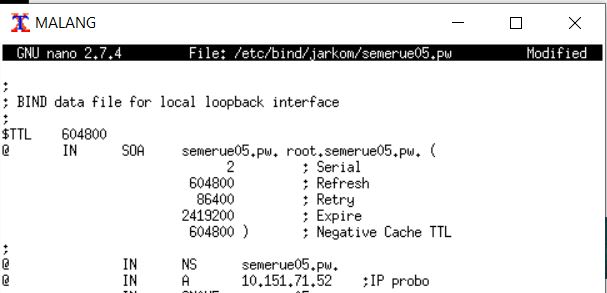 MALANG
GNU nano 2.7.4 File: /etc/bind/jarkom/semerue05.pw Modified
;
; BIND data file for local loopback interface
;
$TTL 604800
@ IN SOA semerue05.pw. root.semerue05.pw. (
2 ; Serial
604800 ; Refresh
86400 ; Retry
2419200 ; Expire
604800 ) ; Negative Cache TTL
;
@ IN NS semerue05.pw.
@ IN A 10.151.71.52 ;IP probo